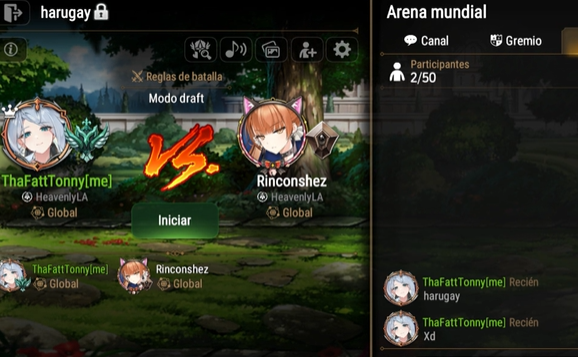 harugay
Arena mundial
Canal
Gremio
Participantes
2/50
Reglas de batalla
Modo draft
ThaFattTonny[me]
HeavenlyLA
Global
VS.
Rinconshez
HeavenlyLA
Global
Iniciar
ThaFattTonny[me]
Global
Rinconshez
Global
ThaFattTonny[me] Recién
harugay
ThaFattTonny[me] Recién
Xd